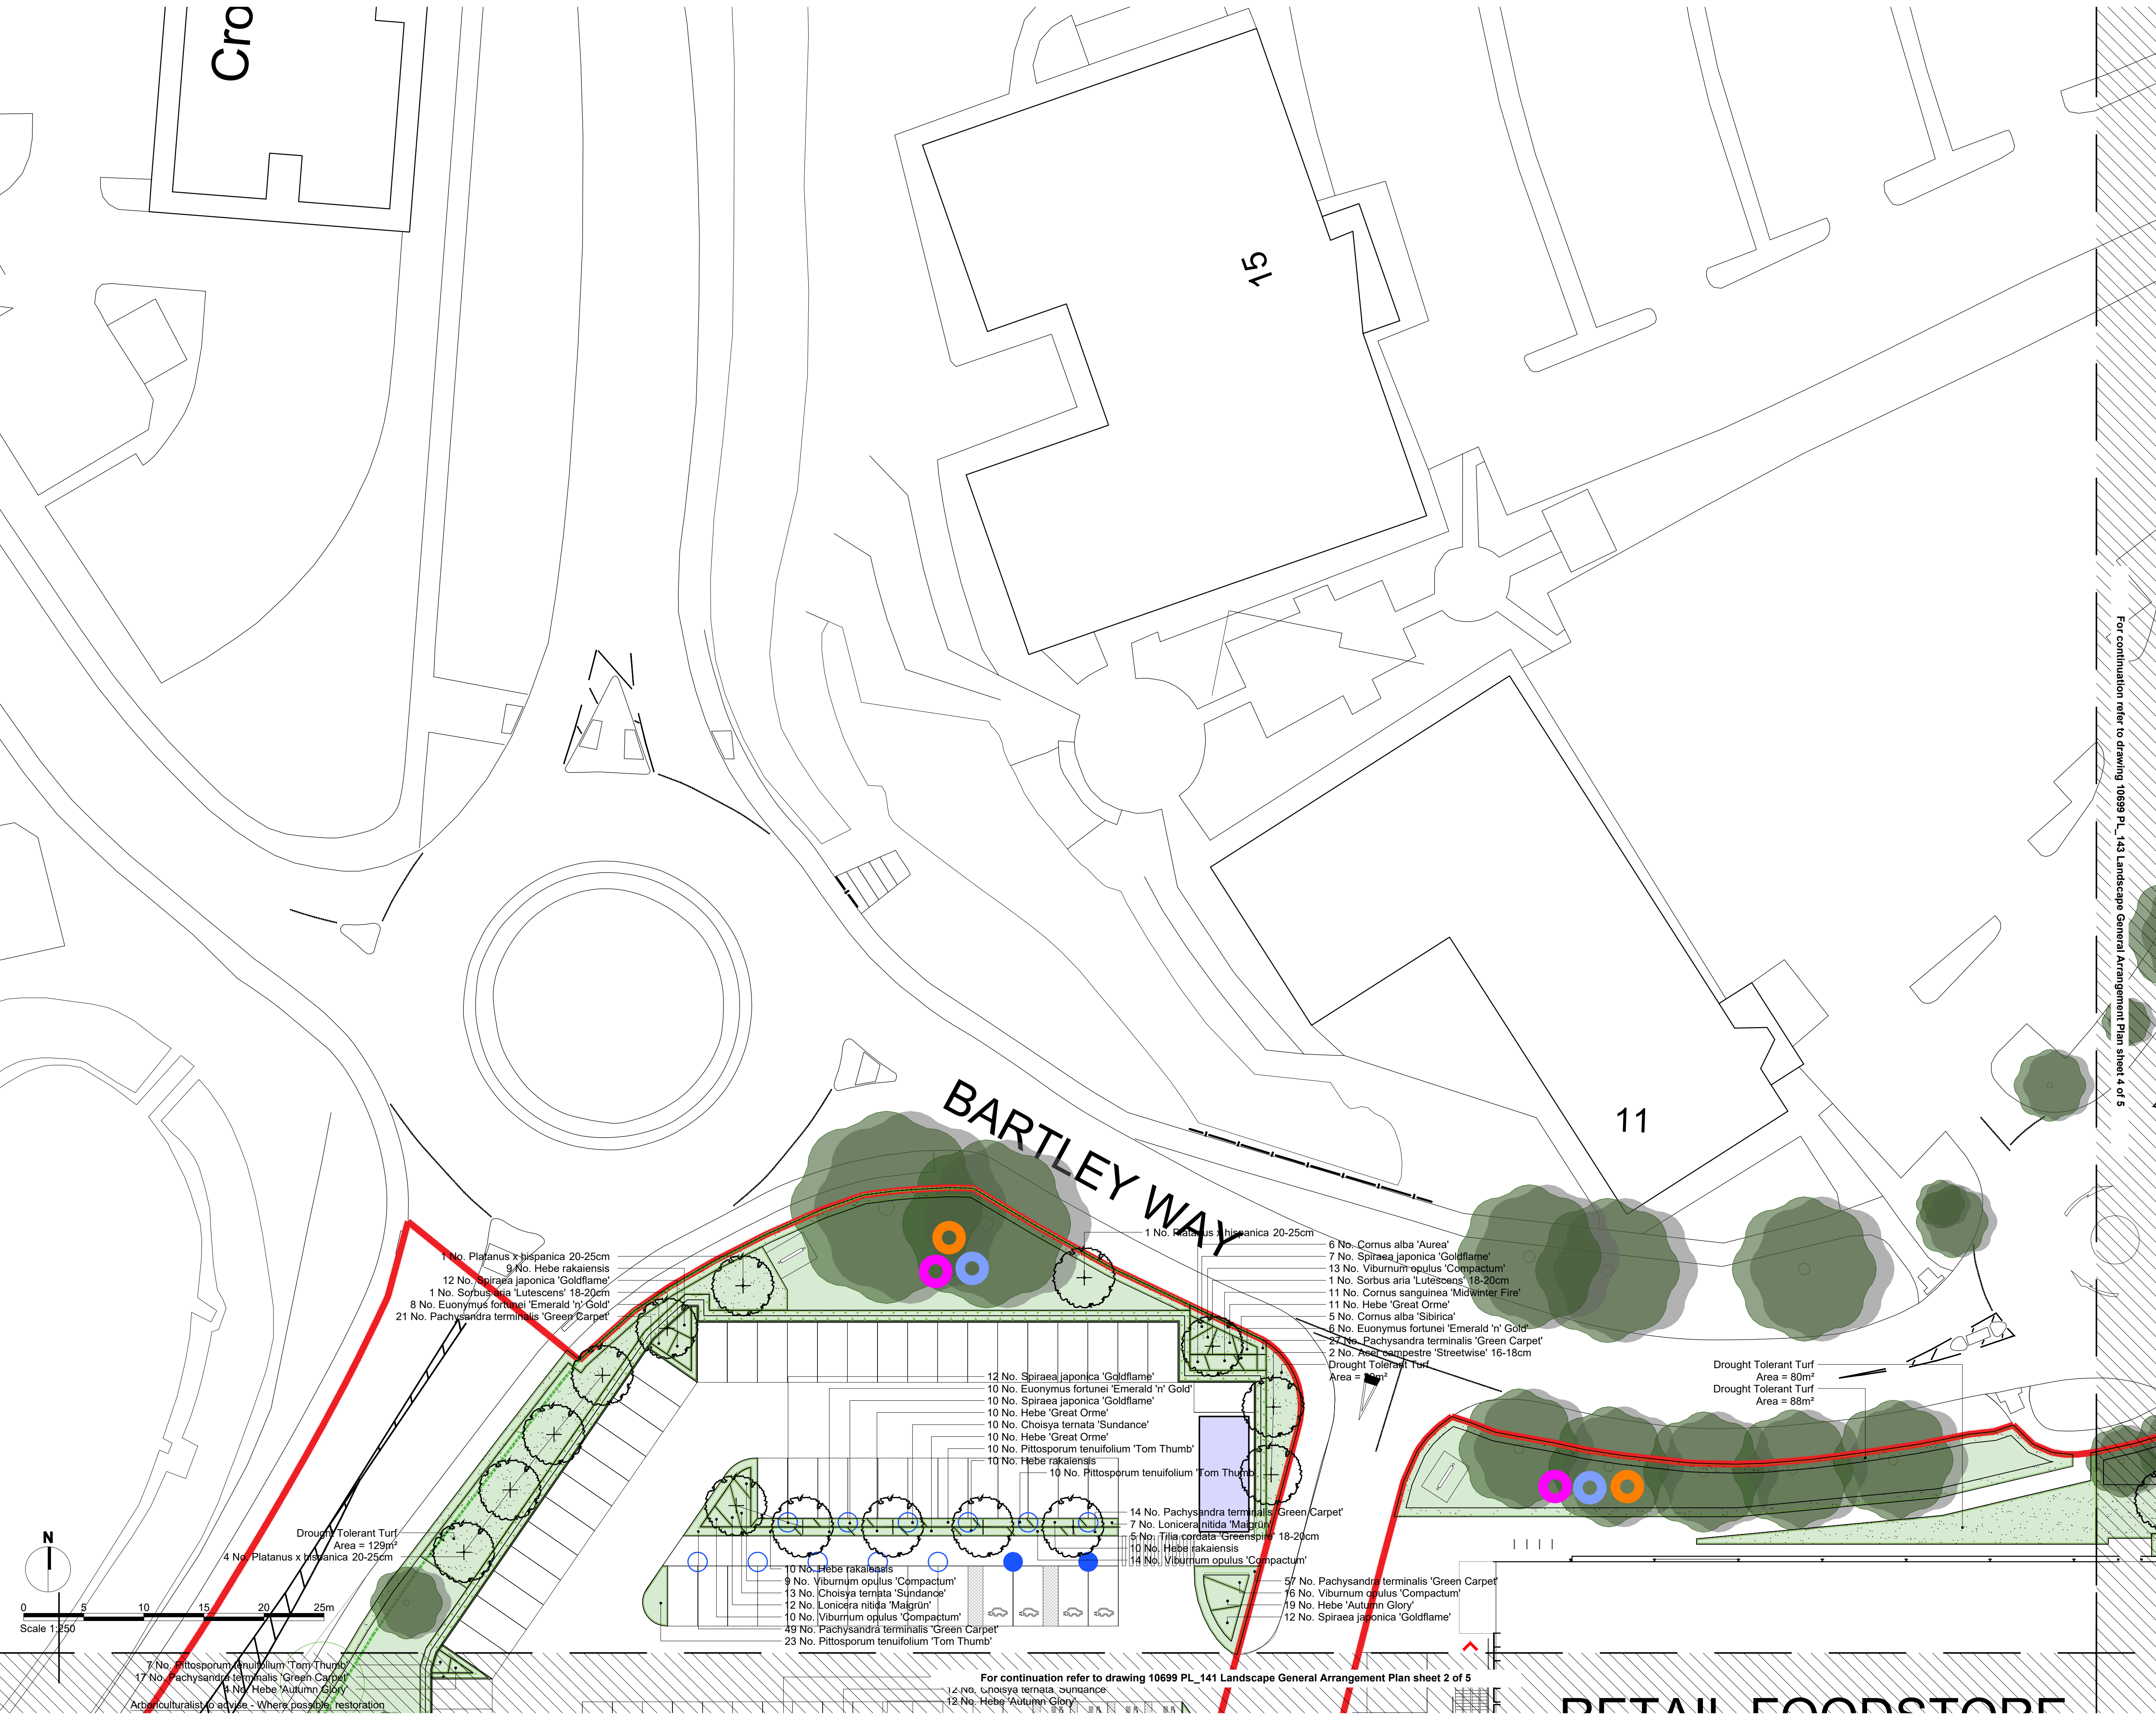 Cro
15
For continuation refer to drawing 10699 PL_143 Landscape General Arrangement Plan sheet 4 of 5
11
BARTLEY WAY
1 No. Platanus x hispanica 20-25cm
9 No. Hebe rakaiensis
12 No. Spiraea japonica 'Goldflame'
1 No. Sorbus aria 'Lutescens' 18-20cm
8 No. Euonymus fortunei 'Emerald 'n' Gold'
21 No. Pachysandra terminalis 'Green Carpet'
1 No. Platanus x hispanica 20-25cm
6 No. Cornus alba 'Aurea'
7 No. Spiraea japonica 'Goldflame'
13 No. Viburnum opulus 'Compactum'
1 No. Sorbus aria 'Lutescens' 18-20cm
11 No. Cornus sanguinea 'Midwinter Fire'
11 No. Hebe 'Great Orme'
5 No. Cornus alba 'Sibirica'
6 No. Euonymus fortunei 'Emerald 'n' Gold'
27 No. Pachysandra terminalis 'Green Carpet'
2 No. Acer campestre 'Streetwise' 16-18cm
Drought Tolerant Turf
Area =
Drought Tolerant Turf
Area = 80m²
Drought Tolerant Turf
Area = 88m²
12 No. Spiraea japonica 'Goldflame'
10 No. Euonymus fortunei 'Emerald 'n' Gold'
10 No. Spiraea japonica 'Goldflame'
10 No. Hebe 'Great Orme'
10 No. Choisya ternata 'Sundance'
10 No. Hebe 'Great Orme'
10 No. Pittosporum tenuifolium 'Tom Thumb'
10 No. Hebe rakaiensis
10 No. Pittosporum tenuifolium 'Tom Thumb
14 No. Pachysandra terminalis 'Green Carpet'
7 No. Lonicera nitida 'Maigrün'
5 No. Tilia cordata 'Greenspire' 18-20cm
10 No. Hebe rakaiensis
14 No. Viburnum opulus 'Compactum'
Drought Tolerant Turf
Area = 129m²
4 No. Platanus x hispanica 20-25cm
10 No. Hebe rakaiensis
9 No. Viburnum opulus 'Compactum'
13 No. Choisya ternata 'Sundance'
12 No. Lonicera nitida 'Maigrün'
10 No. Viburnum opulus 'Compactum'
49 No. Pachysandra terminalis 'Green Carpet'
23 No. Pittosporum tenuifolium 'Tom Thumb'
57 No. Pachysandra terminalis 'Green Carpet'
16 No. Viburnum opulus 'Compactum'
19 No. Hebe 'Autumn Glory'
12 No. Spiraea japonica 'Goldflame'
N
0 5 10 15 20 25m
Scale 1:250
7 No. Pittosporum tenuifolium 'Tom Thumb'
17 No. Pachysandra terminalis 'Green Carpet'
4 No. Hebe 'Autumn Glory'
Arboriculturalist to advise - Where possible, restoration
For continuation refer to drawing 10699 PL_141 Landscape General Arrangement Plan sheet 2 of 5
12 No. Choisya ternata 'Sundance'
12 No. Hebe 'Autumn Glory'
RETAIL FOODSTORE